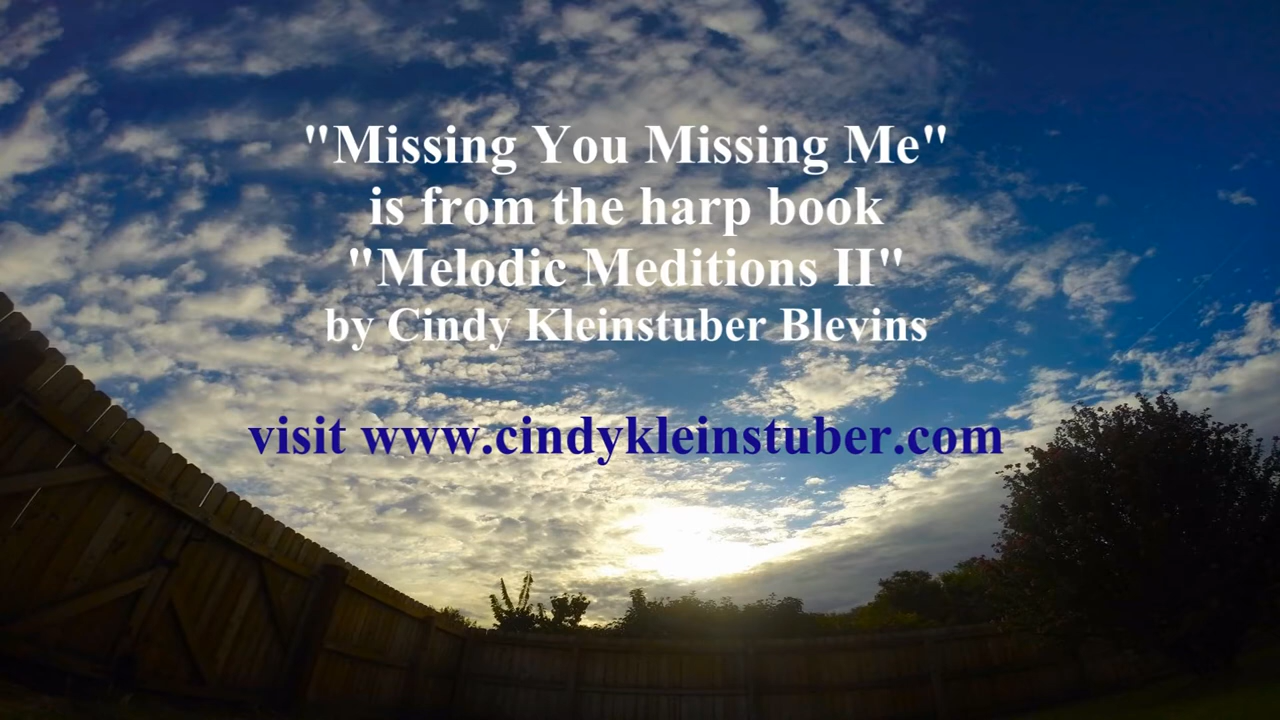 "Missing You Missing Me"
is from the harp book
"Melodic Meditions II"
by Cindy Kleinstuber Blevins
visit www.cindykleinstuber.com